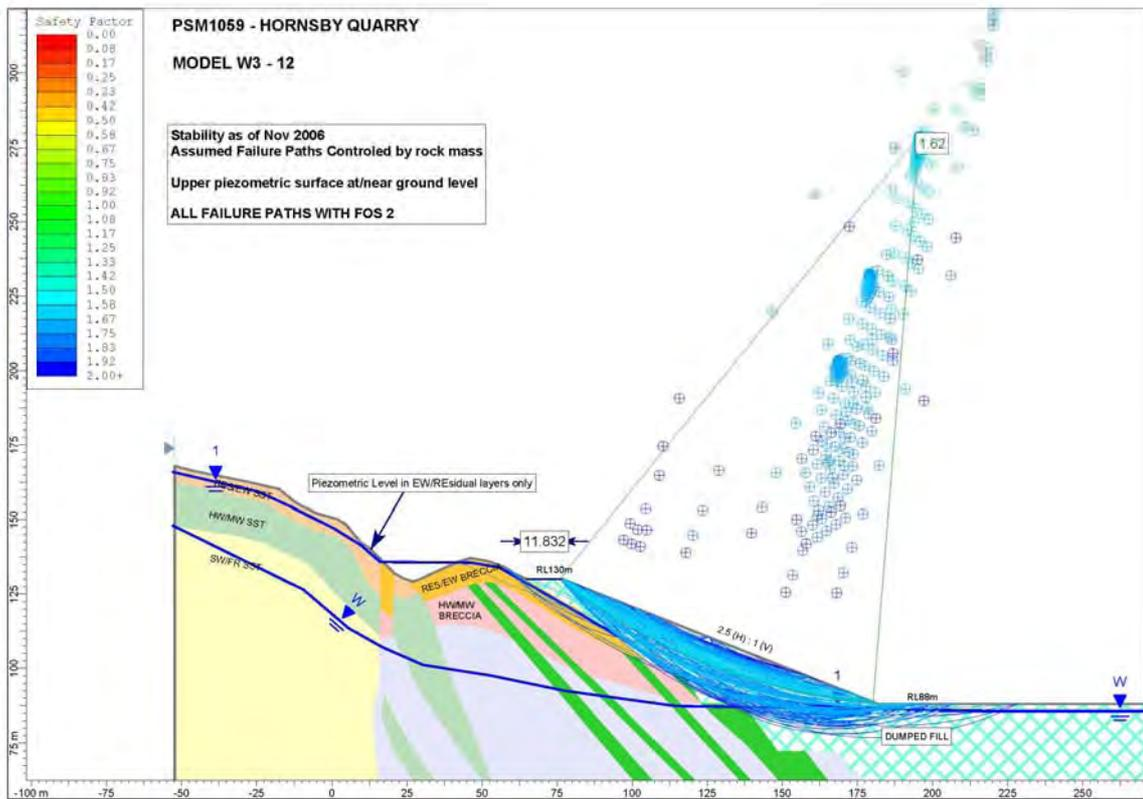 Safety Factor
0.00
0.08
0.17
0.25
0.23
0.42
0.50
0.58
0.67
0.75
0.83
0.92
1.00
1.08
1.17
1.25
1.33
1.42
1.50
1.58
1.67
1.75
1.83
1.92
2.00+
PSM1059 - HORNSBY QUARRY
MODEL W3 - 12
Stability as of Nov 2006
Assumed Failure Paths Controled by rock mass
Upper piezometric surface at/near ground level
ALL FAILURE PATHS WITH FOS 2
1.62
1
Piezometric Level in EW/REsidual layers only
11.832
RES/EW SST
HW/MW SST
SW/FR SST
W
RES/EW BRECCIA
HW/MW
BRECCIA
RL130m
2.5 (H) : 1 (V)
1
RL88m
W
DUMPED FILL
300
275
250
225
200
175
150
125
100
75 m
-100 m
-75
-50
-25
0
25
50
75
100
125
150
175
200
225
250